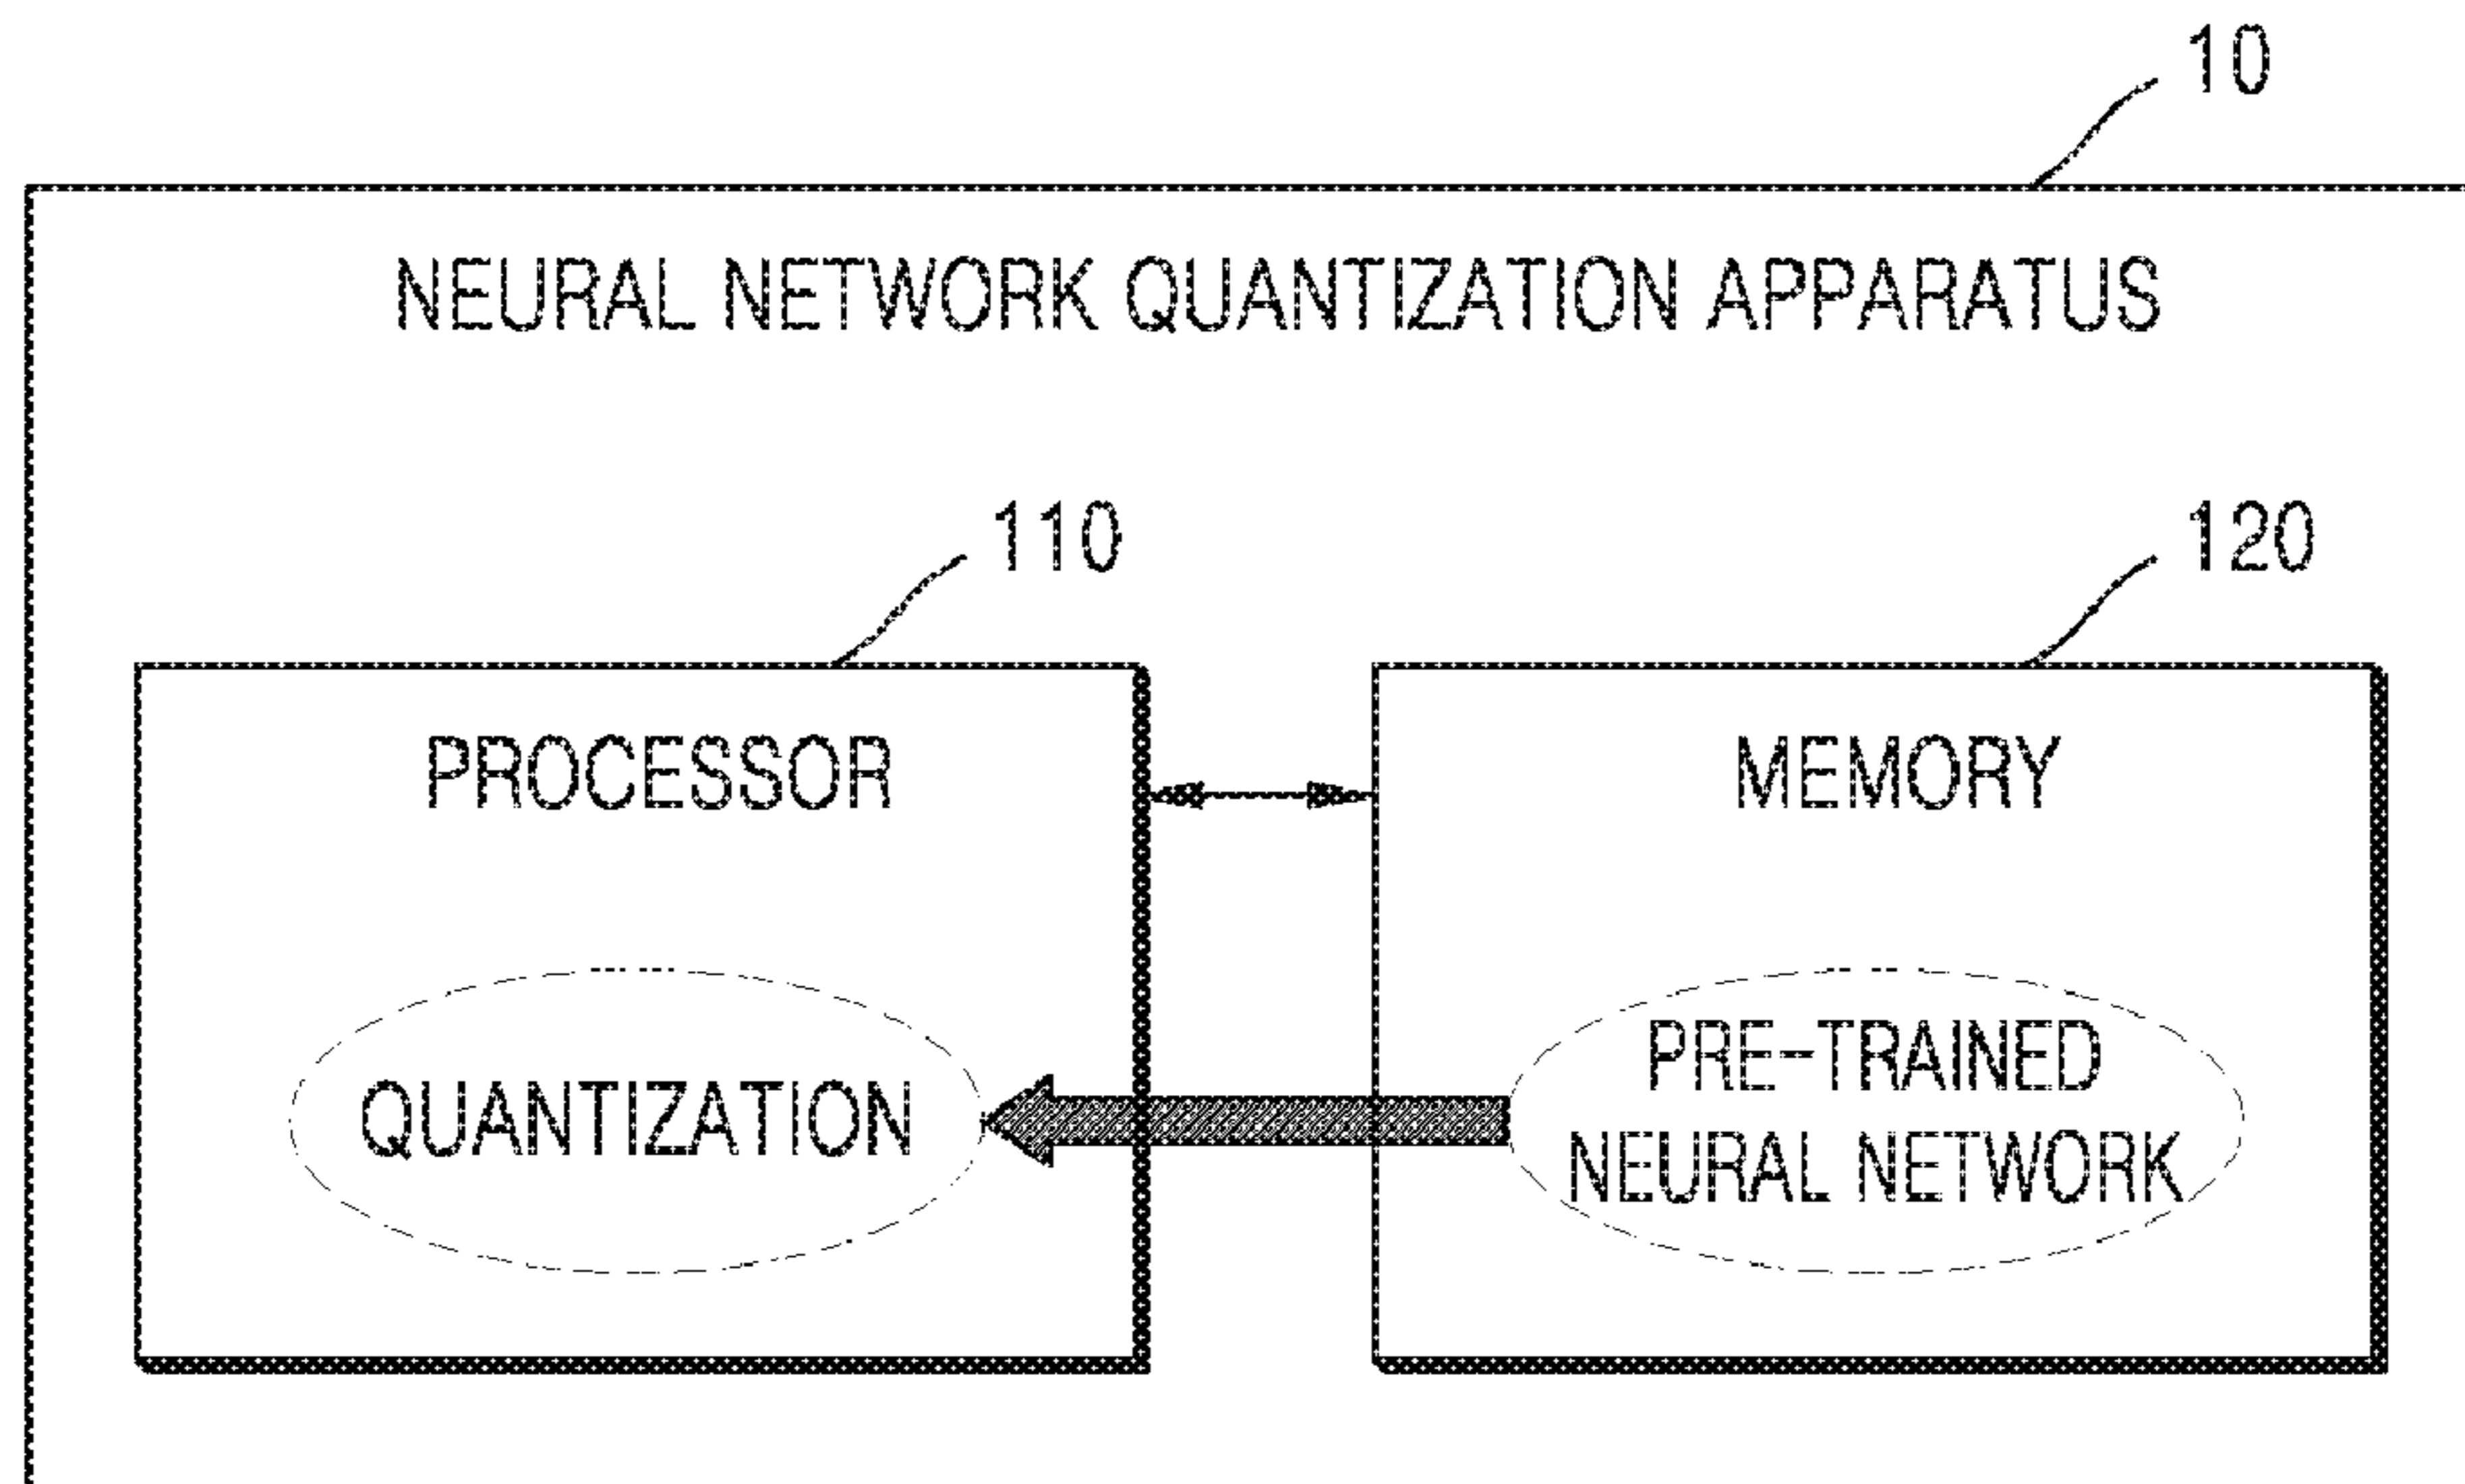 10
NEURAL NETWORK QUANTIZATION APPARATUS
110
120
PROCESSOR
MEMORY
QUANTIZATION
PRE-TRAINED
NEURAL NETWORK